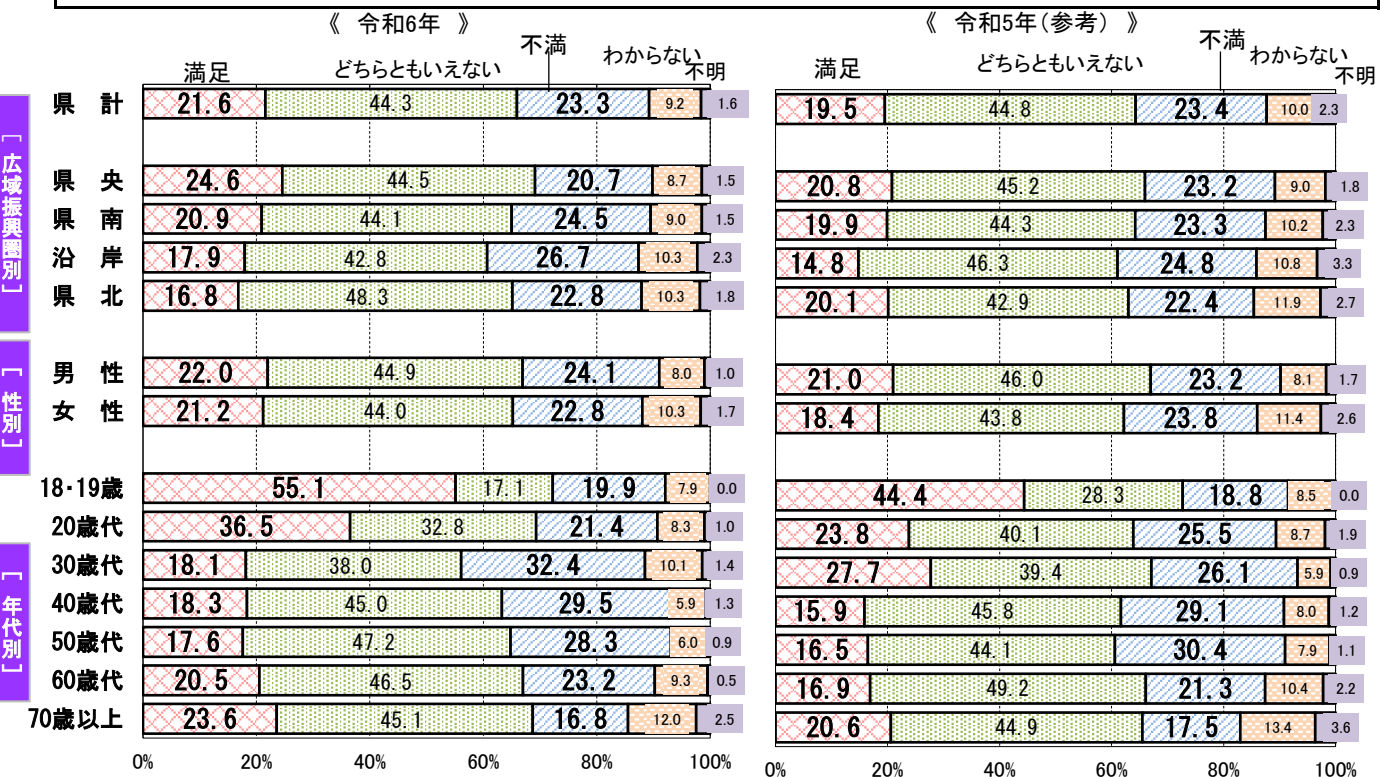 《 令和6年 》
《 令和5年(参考) 》
満足 どちらともいえない 不満 わからない 不明
満足 どちらともいえない 不満 わからない 不明
県 計 21.6 44.3 23.3 9.2 1.6
19.5 44.8 23.4 10.0 2.3
[ 広域振興圏別 ]
県 央 24.6 44.5 20.7 8.7 1.5
20.8 45.2 23.2 9.0 1.8
県 南 20.9 44.1 24.5 9.0 1.5
19.9 44.3 23.3 10.2 2.3
沿 岸 17.9 42.8 26.7 10.3 2.3
14.8 46.3 24.8 10.8 3.3
県 北 16.8 48.3 22.8 10.3 1.8
20.1 42.9 22.4 11.9 2.7
[ 性別 ]
男 性 22.0 44.9 24.1 8.0 1.0
21.0 46.0 23.2 8.1 1.7
女 性 21.2 44.0 22.8 10.3 1.7
18.4 43.8 23.8 11.4 2.6
[ 年代別 ]
18・19歳 55.1 17.1 19.9 7.9 0.0
44.4 28.3 18.8 8.5 0.0
20歳代 36.5 32.8 21.4 8.3 1.0
23.8 40.1 25.5 8.7 1.9
30歳代 18.1 38.0 32.4 10.1 1.4
27.7 39.4 26.1 5.9 0.9
40歳代 18.3 45.0 29.5 5.9 1.3
15.9 45.8 29.1 8.0 1.2
50歳代 17.6 47.2 28.3 6.0 0.9
16.5 44.1 30.4 7.9 1.1
60歳代 20.5 46.5 23.2 9.3 0.5
16.9 49.2 21.3 10.4 2.2
70歳以上 23.6 45.1 16.8 12.0 2.5
20.6 44.9 17.5 13.4 3.6
0% 20% 40% 60% 80% 100%
0% 20% 40% 60% 80% 100%